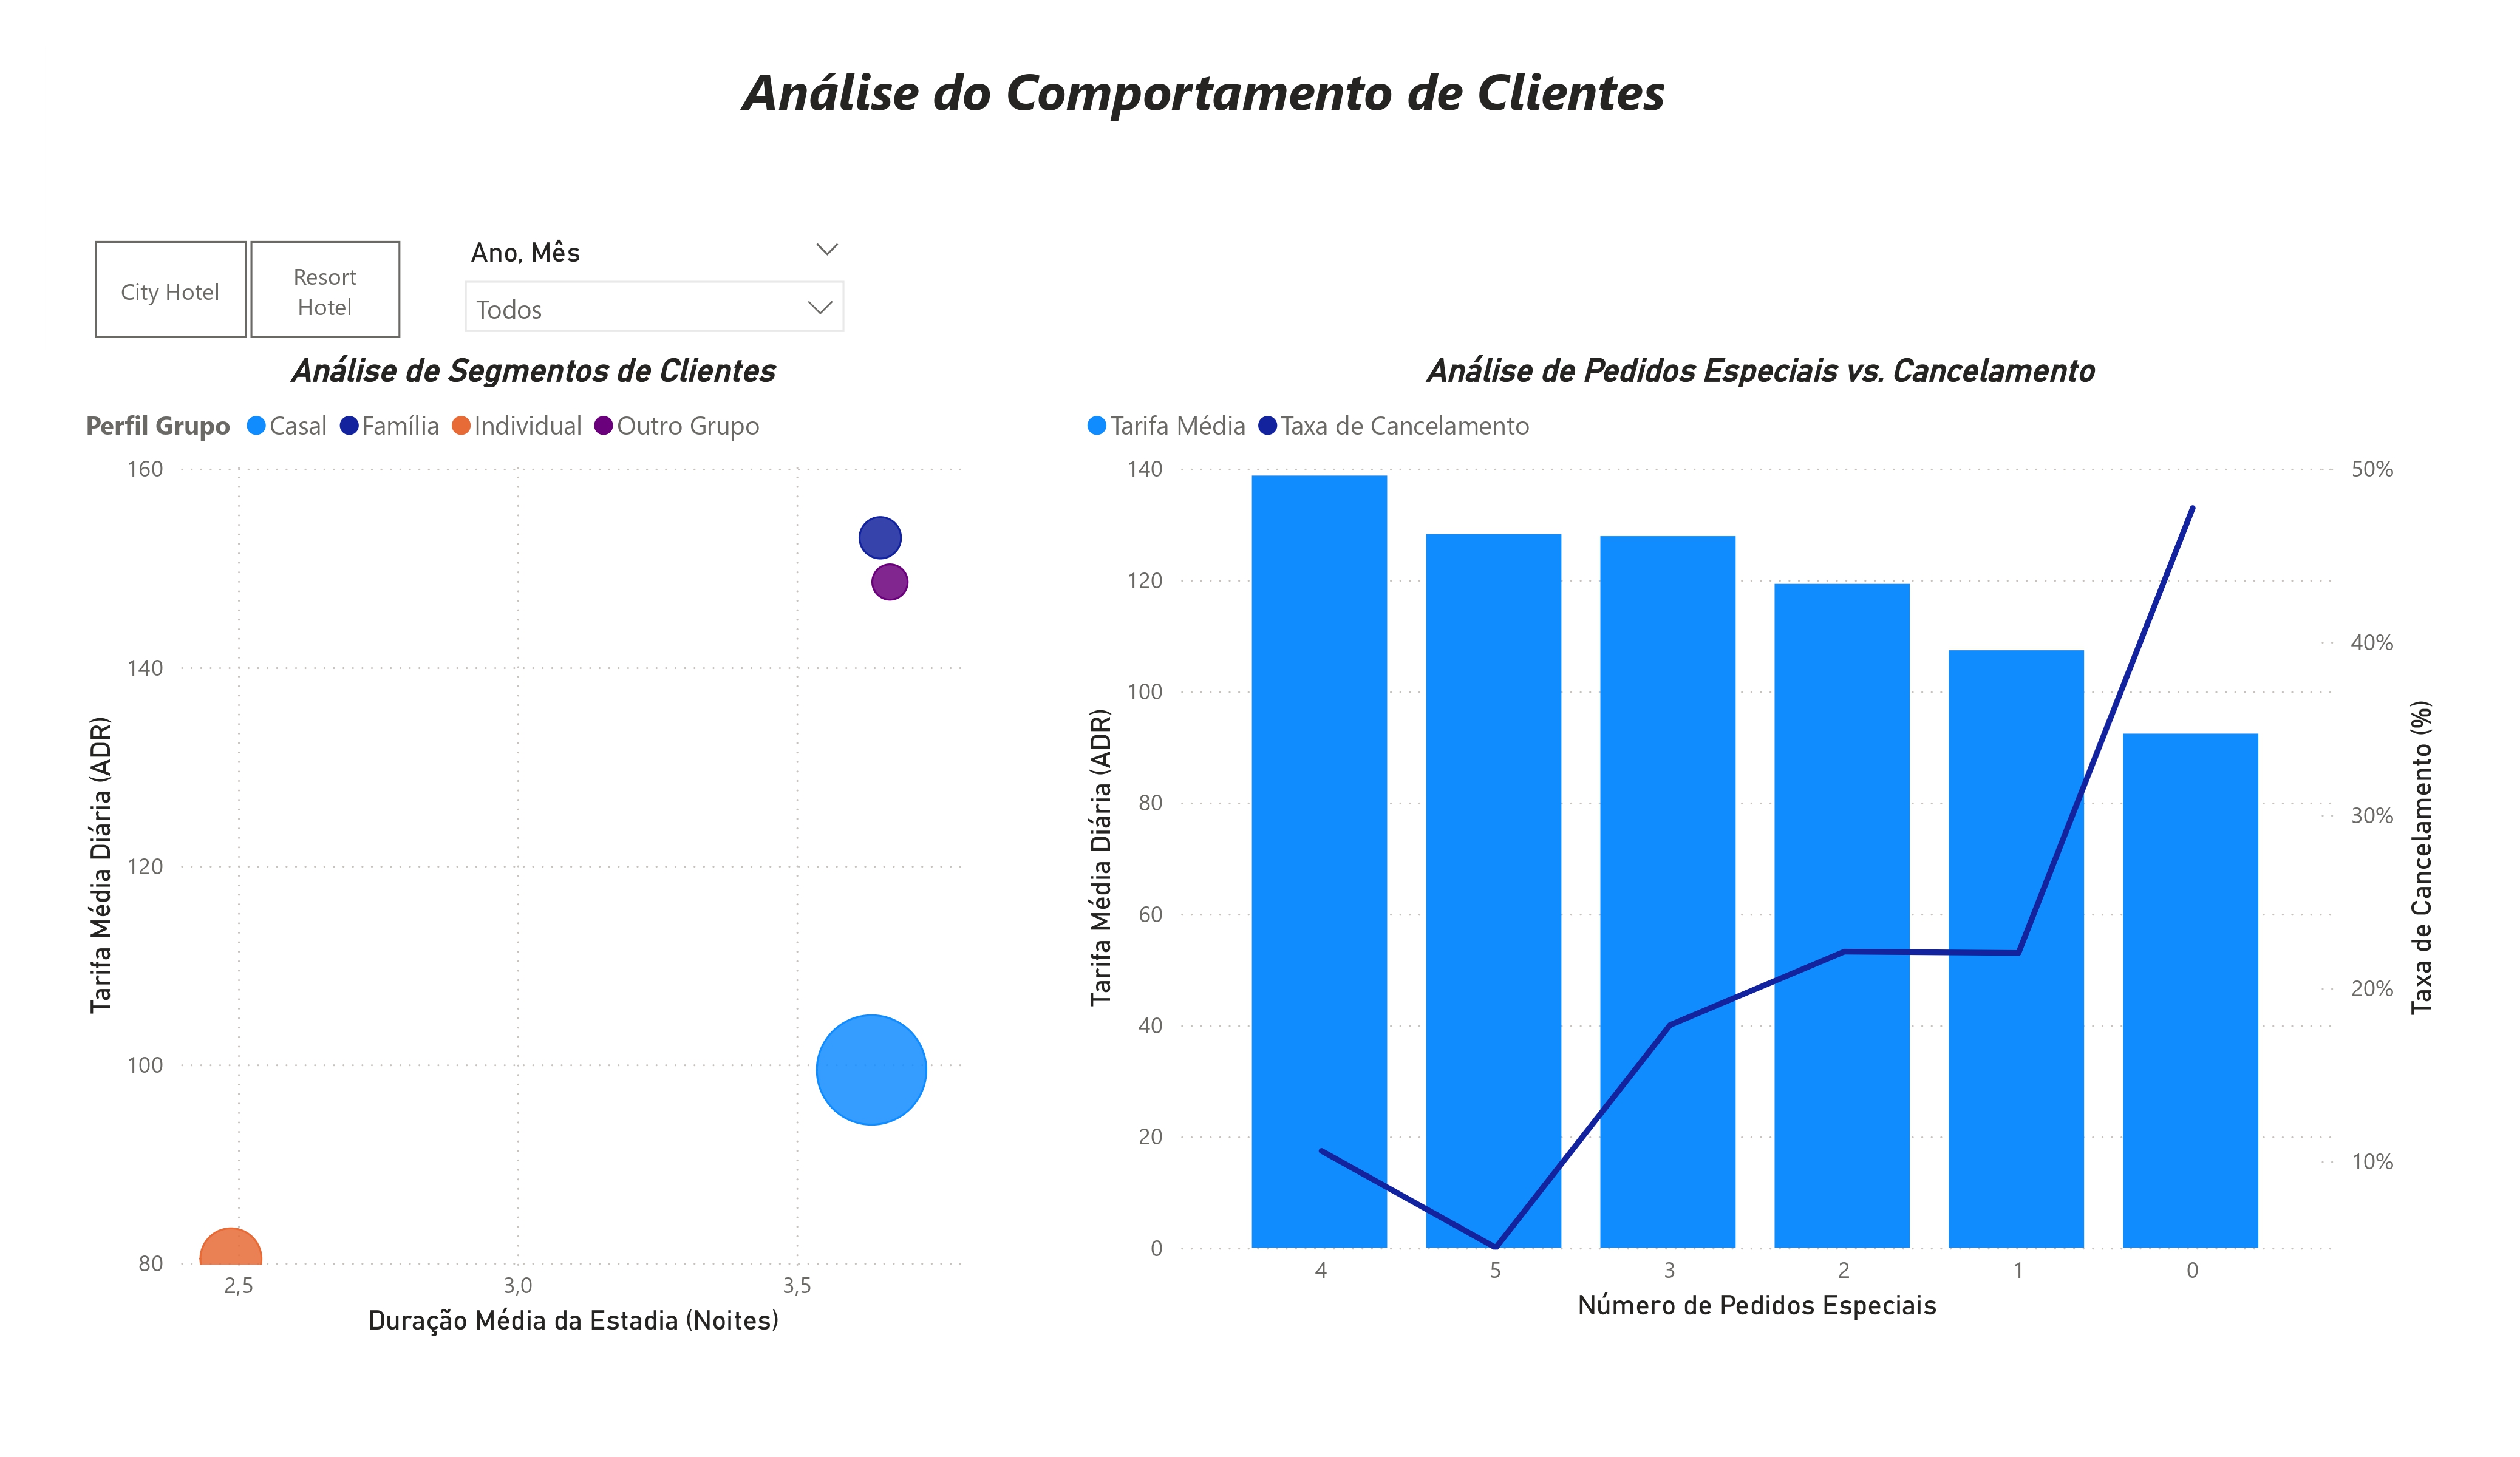 Análise do Comportamento de Clientes
City Hotel
Resort
Hotel
Ano, Mês
Todos
Análise de Segmentos de Clientes
Perfil Grupo Casal Família Individual Outro Grupo
160
140
120
100
80
Tarifa Média Diária (ADR)
2,5 3,0 3,5
Duração Média da Estadia (Noites)
Análise de Pedidos Especiais vs. Cancelamento
Tarifa Média Taxa de Cancelamento
140
120
100
80
60
40
20
0
Tarifa Média Diária (ADR)
50%
40%
30%
20%
10%
Taxa de Cancelamento (%)
4 5 3 2 1 0
Número de Pedidos Especiais